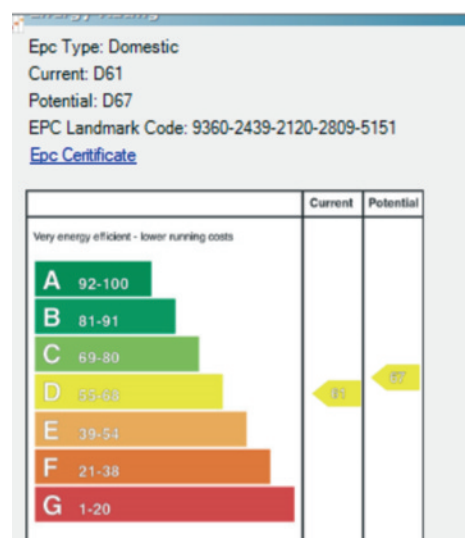 Epc Type: Domestic
Current: D61
Potential: D67
EPC Landmark Code: 9360-2439-2120-2809-5151
Epc Ceritificate
Current Potential
Very energy efficient - lower running costs
A 92-100
B 81-91
C 69-80
D 55-68
E 39-54
F 21-38
G 1-20
61
67